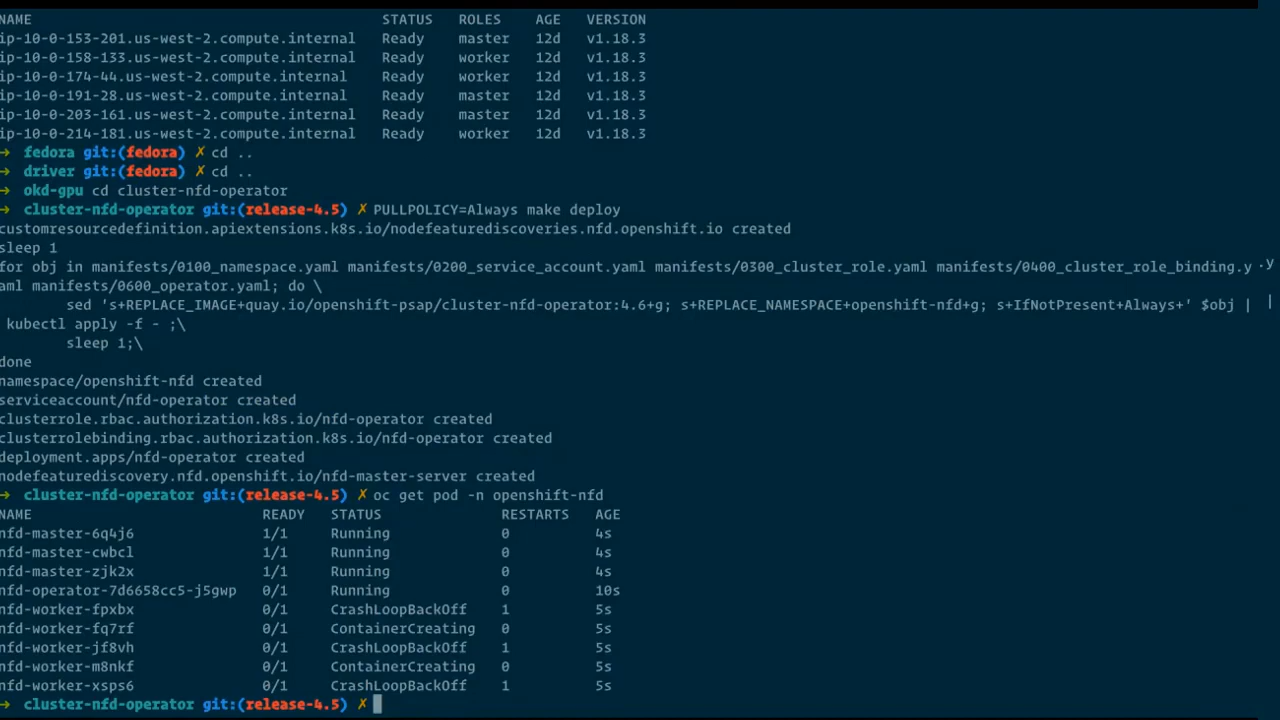 NAME STATUS ROLES AGE VERSION
ip-10-0-153-201.us-west-2.compute.internal Ready master 12d v1.18.3
ip-10-0-158-133.us-west-2.compute.internal Ready worker 12d v1.18.3
ip-10-0-174-44.us-west-2.compute.internal Ready worker 12d v1.18.3
ip-10-0-191-28.us-west-2.compute.internal Ready master 12d v1.18.3
ip-10-0-203-161.us-west-2.compute.internal Ready master 12d v1.18.3
ip-10-0-214-181.us-west-2.compute.internal Ready worker 12d v1.18.3
→ fedora git:(fedora) ✗ cd ..
→ driver git:(fedora) ✗ cd ..
→ okd-gpu cd cluster-nfd-operator
→ cluster-nfd-operator git:(release-4.5) ✗ PULLPOLICY=Always make deploy
customresourcedefinition.apiextensions.k8s.io/nodefeaturediscoveries.nfd.openshift.io created
sleep 1
for obj in manifests/0100_namespace.yaml manifests/0200_service_account.yaml manifests/0300_cluster_role.yaml manifests/0400_cluster_role_binding.y
aml manifests/0600_operator.yaml; do \
sed 's+REPLACE_IMAGE+quay.io/openshift-psap/cluster-nfd-operator:4.6+g; s+REPLACE_NAMESPACE+openshift-nfd+g; s+IfNotPresent+Always+' $obj |
kubectl apply -f - ;\
sleep 1;\
done
namespace/openshift-nfd created
serviceaccount/nfd-operator created
clusterrole.rbac.authorization.k8s.io/nfd-operator created
clusterrolebinding.rbac.authorization.k8s.io/nfd-operator created
deployment.apps/nfd-operator created
nodefeaturediscovery.nfd.openshift.io/nfd-master-server created
→ cluster-nfd-operator git:(release-4.5) ✗ oc get pod -n openshift-nfd
NAME READY STATUS RESTARTS AGE
nfd-master-6q4j6 1/1 Running 0 4s
nfd-master-cwbcl 1/1 Running 0 4s
nfd-master-zjk2x 1/1 Running 0 4s
nfd-operator-7d6658cc5-j5gwp 0/1 Running 0 10s
nfd-worker-fpxbx 0/1 CrashLoopBackOff 1 5s
nfd-worker-fq7rf 0/1 ContainerCreating 0 5s
nfd-worker-jf8vh 0/1 CrashLoopBackOff 1 5s
nfd-worker-m8nkf 0/1 ContainerCreating 0 5s
nfd-worker-xsps6 0/1 CrashLoopBackOff 1 5s
→ cluster-nfd-operator git:(release-4.5) ✗